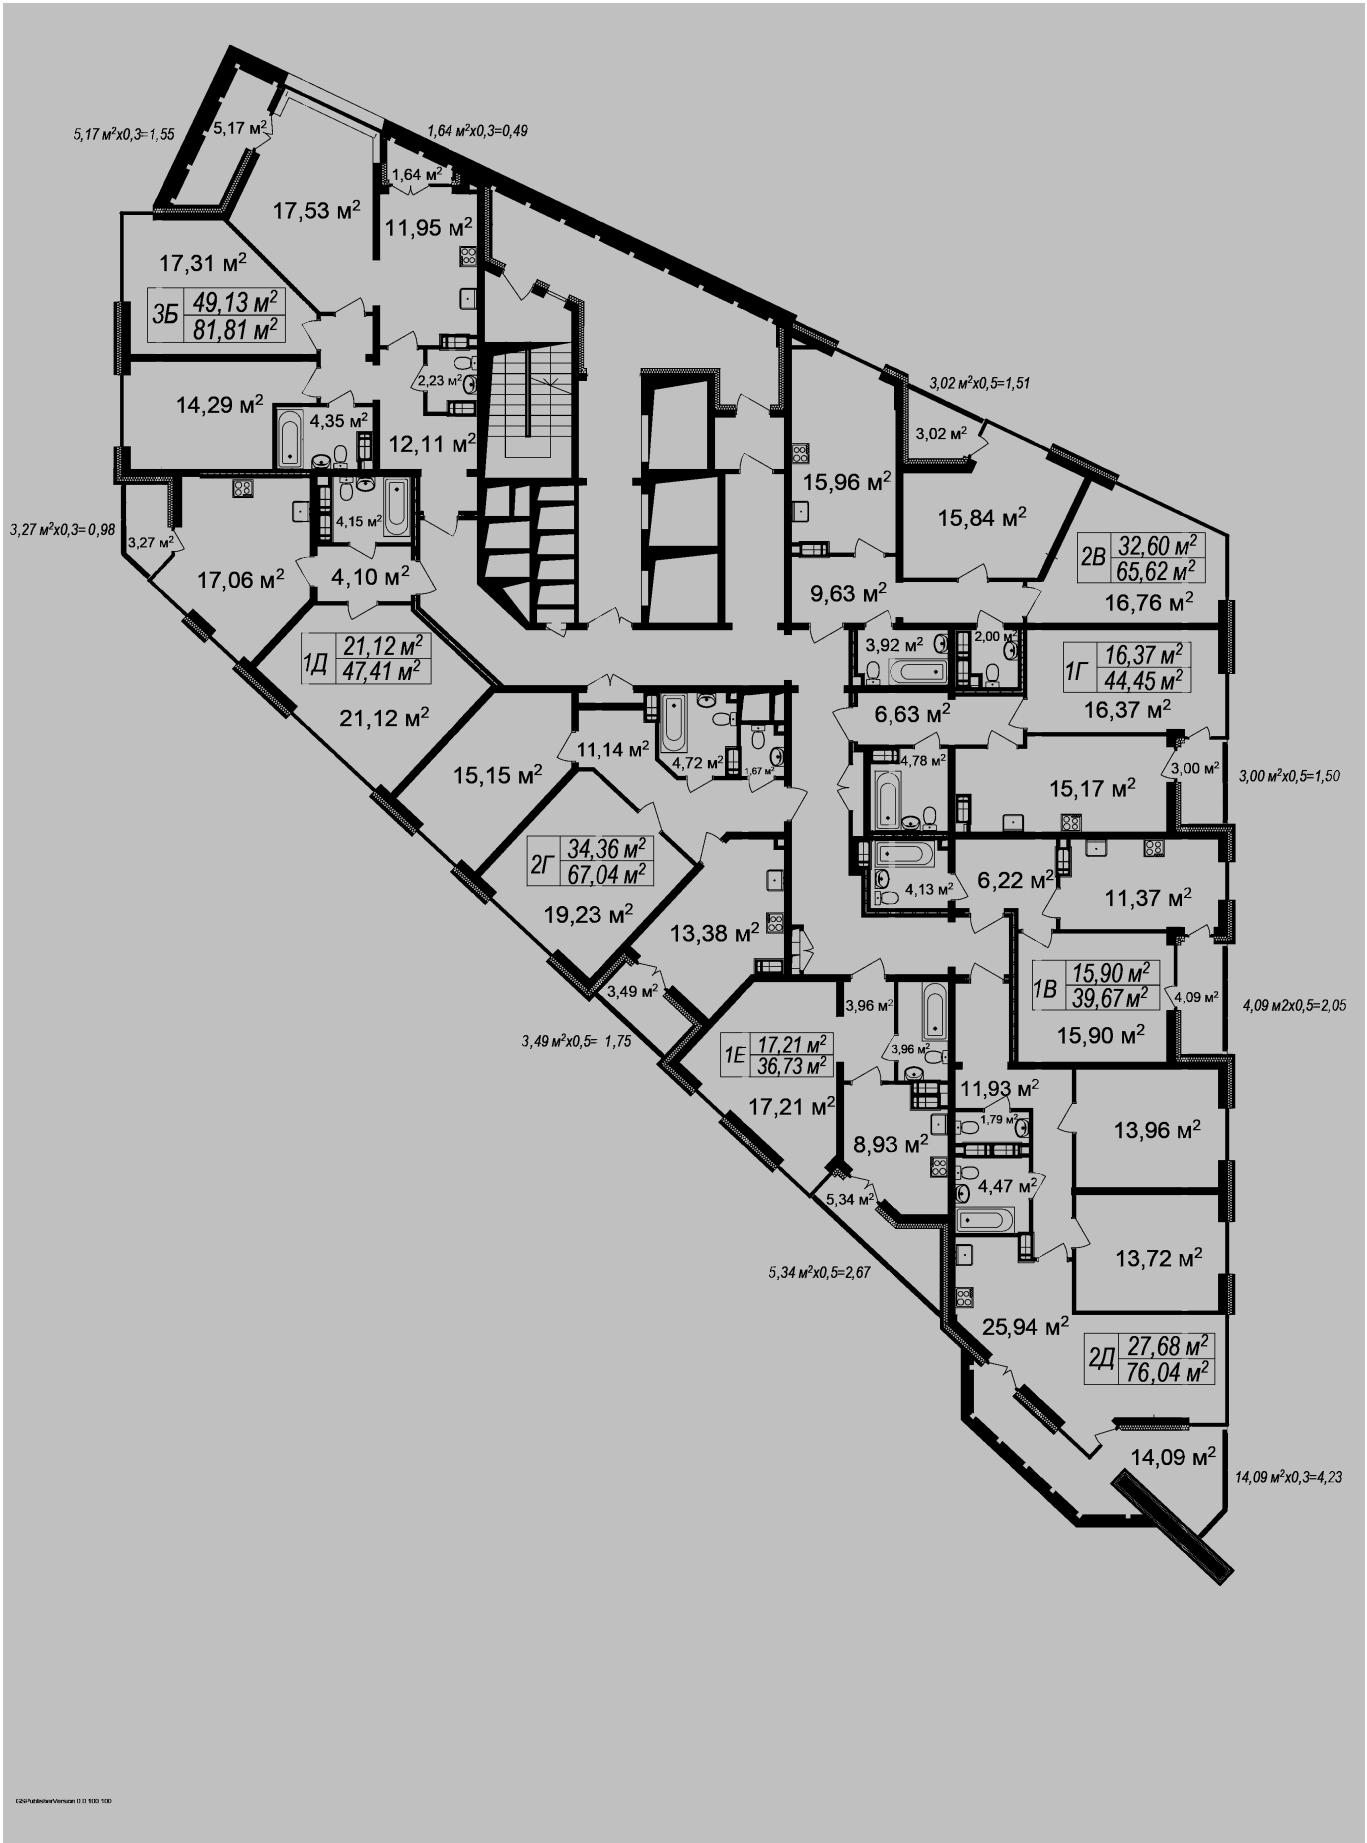 5,17 м²х0,3=1,55
5,17 м²
1,64 м²х0,3=0,49
1,64 м²
17,53 м²
11,95 м²
17,31 м²
3Б
49,13 м²
81,81 м²
14,29 м²
4,35 м²
2,23 м²
12,11 м²
3,02 м²х0,5=1,51
3,02 м²
15,96 м²
15,84 м²
3,27 м²х0,3= 0,98
3,27 м²
4,15 м²
17,06 м²
4,10 м²
2В
32,60 м²
65,62 м²
16,76 м²
9,63 м²
3,92 м²
2,00 м²
1Д
21,12 м²
47,41 м²
21,12 м²
1Г
16,37 м²
44,45 м²
16,37 м²
6,63 м²
15,15 м²
11,14 м²
4,72 м²
1,67 м²
4,78 м²
15,17 м²
3,00 м²
3,00 м²х0,5=1,50
2Г
34,36 м²
67,04 м²
19,23 м²
13,38 м²
4,13 м²
6,22 м²
11,37 м²
3,49 м²
3,49 м²х0,5= 1,75
1В
15,90 м²
39,67 м²
15,90 м²
4,09 м²
4,09 м2х0,5=2,05
3,96 м²
3,96 м²
1Е
17,21 м²
36,73 м²
17,21 м²
8,93 м²
11,93 м²
1,79 м²
13,96 м²
4,47 м²
5,34 м²
5,34 м²х0,5=2,67
13,72 м²
25,94 м²
2Д
27,68 м²
76,04 м²
14,09 м²
14,09 м²х0,3=4,23
GSPublisherVersion 0.0.100.100